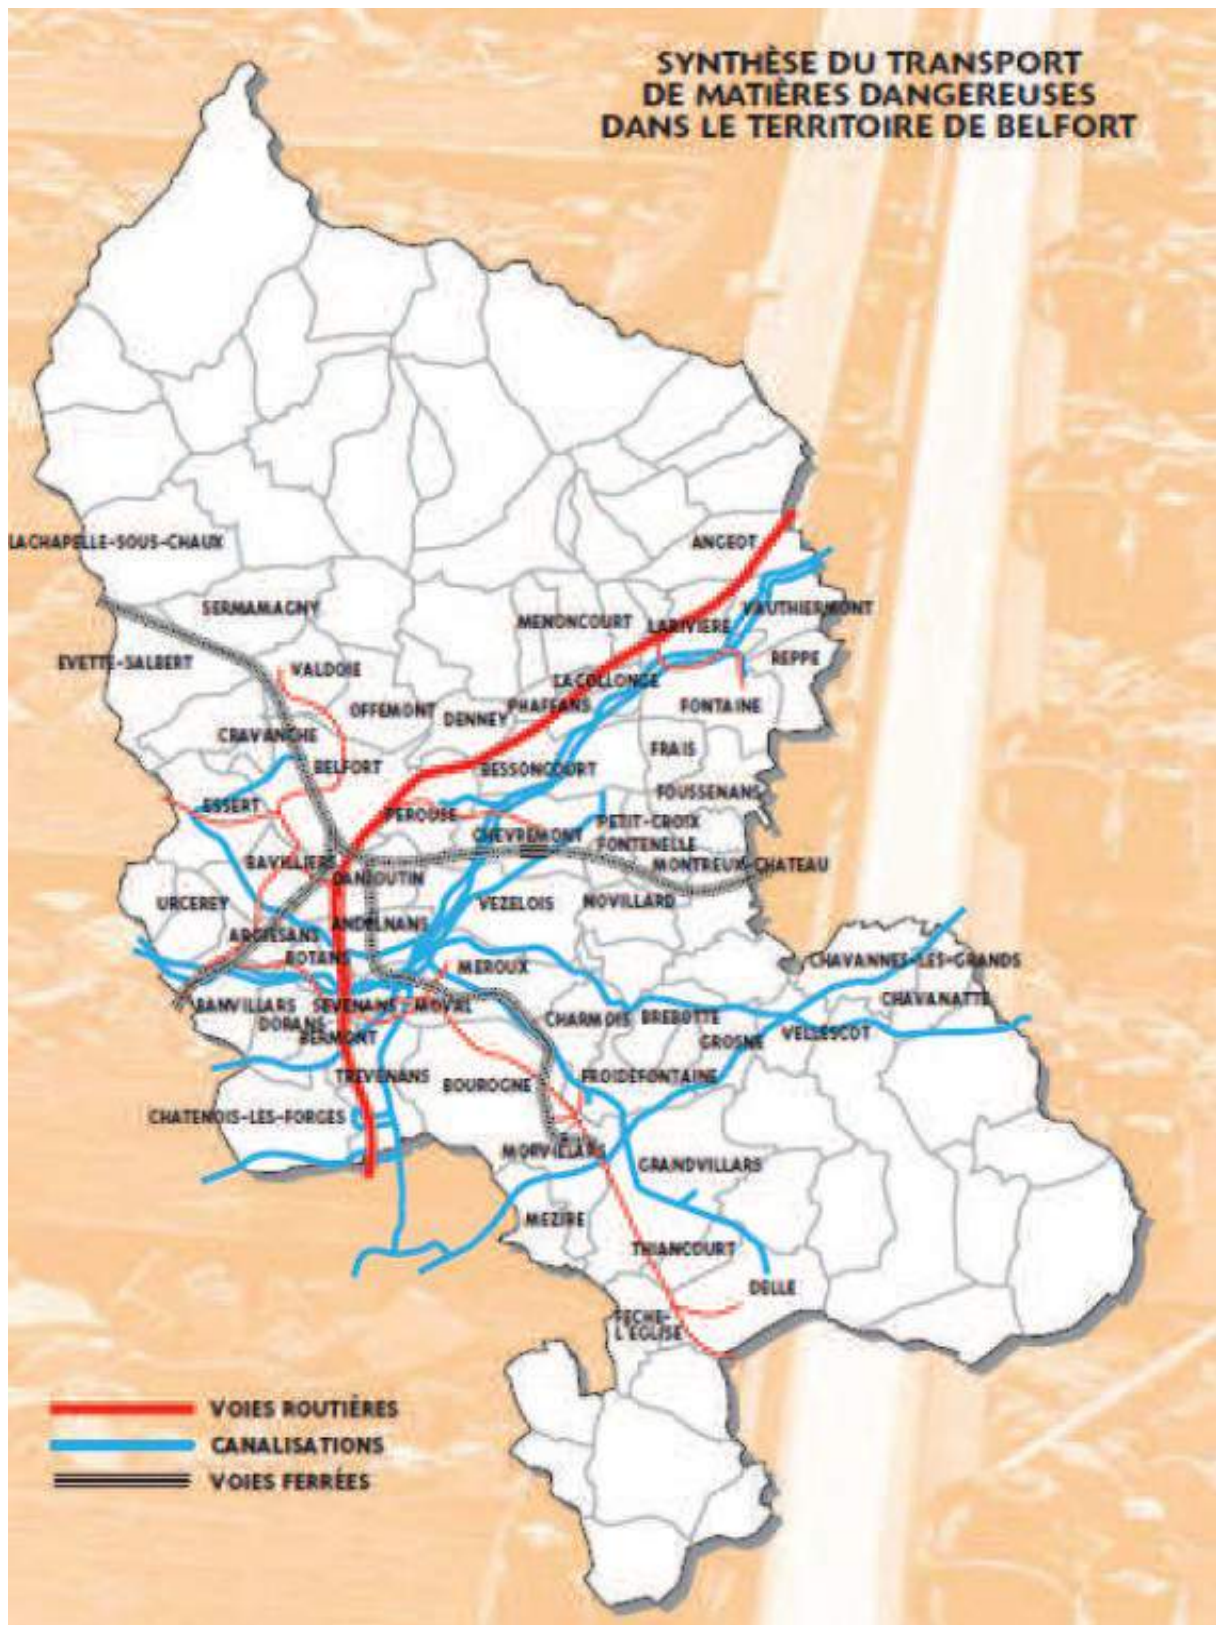 SYNTHÈSE DU TRANSPORT
DE MATIÈRES DANGEREUSES
DANS LE TERRITOIRE DE BELFORT
LACHAPELLE-SOUS-CHAUX
ANGEOT
SERMAMAGNY
VAUTHIERMONT
MENONCOURT
LARIVIERE
EVETTE-SALBERT
VALDOIE
REPPE
LACOLLONGE
PHAFFANS
FONTAINE
OFFEMONT
DENNEY
CRAVANCHE
FRAIS
BELFORT
BESSONCOURT
FOUSSENANS
ESSERT
PEROUSE
PETIT-CROIX
CHEVREMONT
FONTENELLE
BAVILLIERS
MONTREUX-CHATEAU
DANJOUTIN
URCEREY
VEZELOIS
NOVILLARD
ANDELNANS
ARGIESANS
BOTANS
MEROUX
CHAVANNES-LES-GRANDS
CHAVANATTE
BANVILLARS
SEVENANS
MOVAL
CHARMOIS
BREBOTTE
DORANS
BERMONT
GROSNE
VELLESCOT
TREVENANS
BOUROGNE
FROIDEFONTAINE
CHATENOIS-LES-FORGES
MORVILLARS
GRANDVILLARS
MEZIRE
THIANCOURT
DELLE
FECHE-
L'EGLISE
VOIES ROUTIÈRES
CANALISATIONS
VOIES FERRÉES